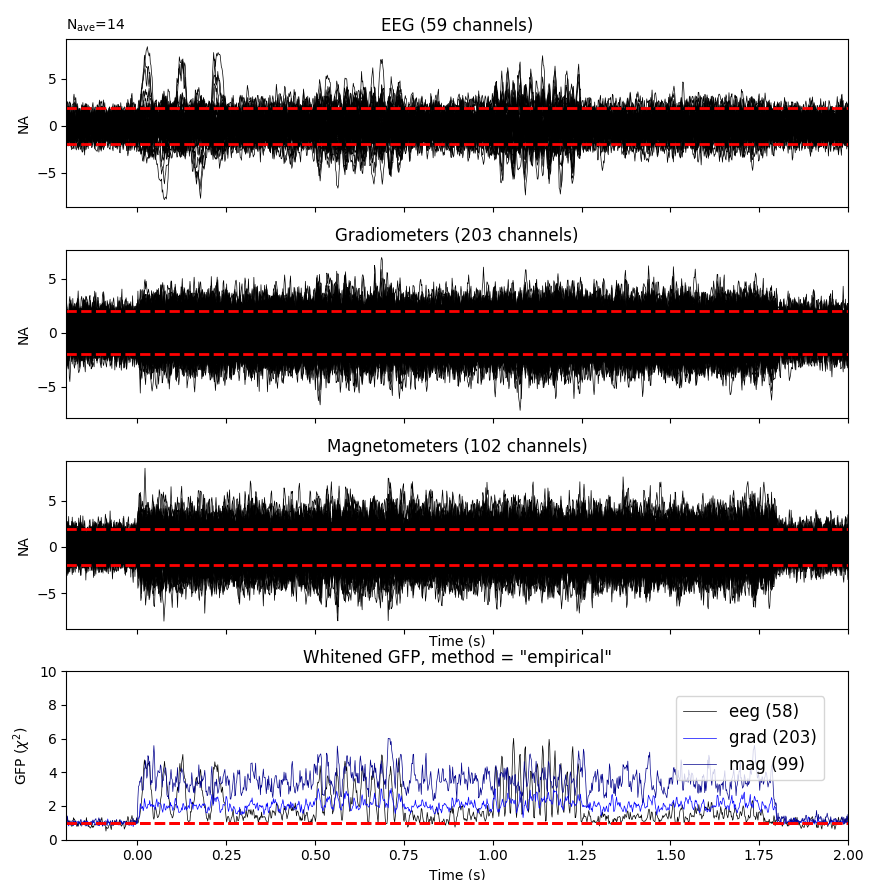 N_ave=14
EEG (59 channels)
5
0
−5
NA
Gradiometers (203 channels)
5
0
−5
NA
Magnetometers (102 channels)
5
0
−5
NA
Time (s)
Whitened GFP, method = "empirical"
10
8
6
4
2
0
GFP (χ²)
eeg (58)
grad (203)
mag (99)
0.00 0.25 0.50 0.75 1.00 1.25 1.50 1.75 2.00
Time (s)